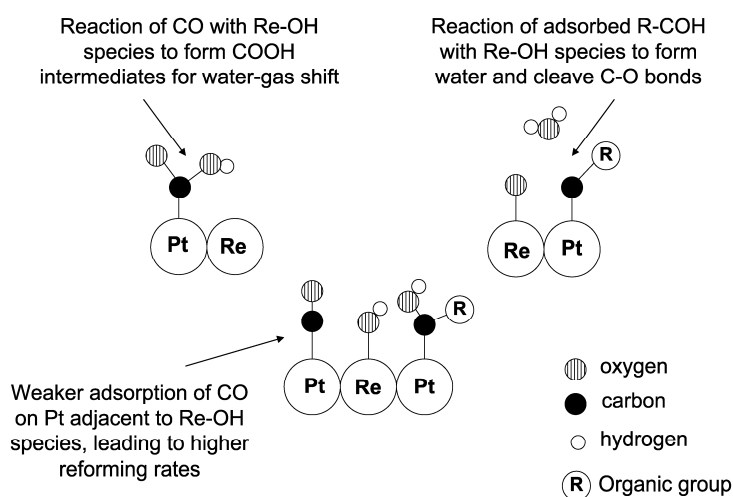 Reaction of CO with Re-OH
species to form COOH
intermediates for water-gas shift
Reaction of adsorbed R-COH
with Re-OH species to form
water and cleave C-O bonds
R
Pt Re
Re Pt
R
Pt Re Pt
Weaker adsorption of CO
on Pt adjacent to Re-OH
species, leading to higher
reforming rates
oxygen
carbon
hydrogen
R Organic group